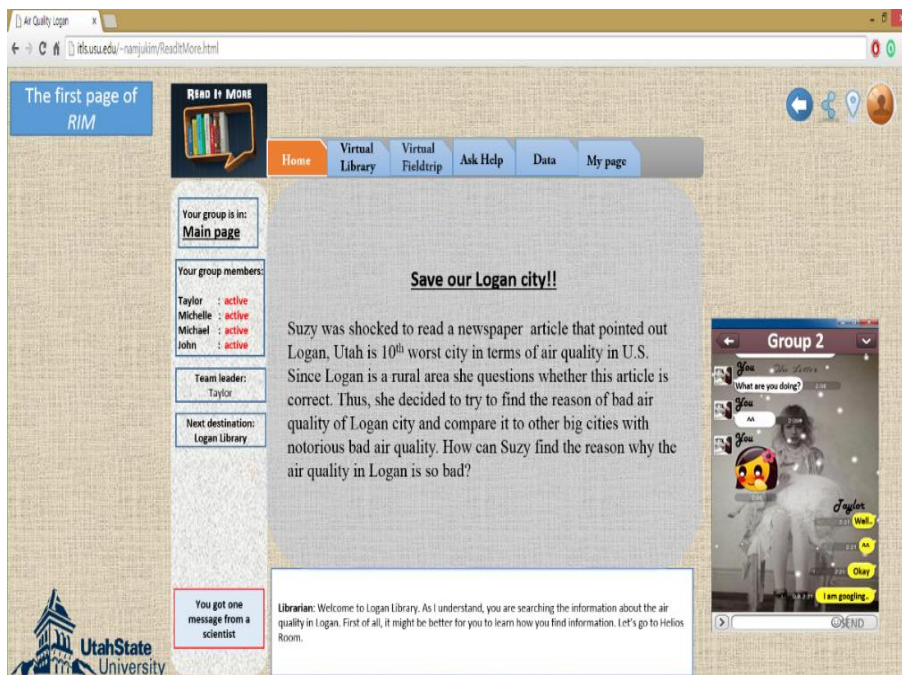 Air Quality Logan
itls.usu.edu/~namjukim/ReaditMore.html
The first page of
RIM
READ IT MORE
Home
Virtual
Library
Virtual
Fieldtrip
Ask Help
Data
My page
Your group is in:
Main page
Your group members:
Taylor : active
Michelle : active
Michael : active
John : active
Team leader:
Taylor
Next destination:
Logan Library
You got one
message from a
scientist
UtahState
University
Save our Logan city!!
Suzy was shocked to read a newspaper article that pointed out
Logan, Utah is 10th worst city in terms of air quality in U.S.
Since Logan is a rural area she questions whether this article is
correct. Thus, she decided to try to find the reason of bad air
quality of Logan city and compare it to other big cities with
notorious bad air quality. How can Suzy find the reason why the
air quality in Logan is so bad?
Librarian: Welcome to Logan Library. As I understand, you are searching the information about the air
quality in Logan. First of all, it might be better for you to learn how you find information. Let's go to Helios
Room.
Group 2
You
What are you doing?
You
^^
You
Taylor
Well..
^^
Okay
I am googling..
SEND